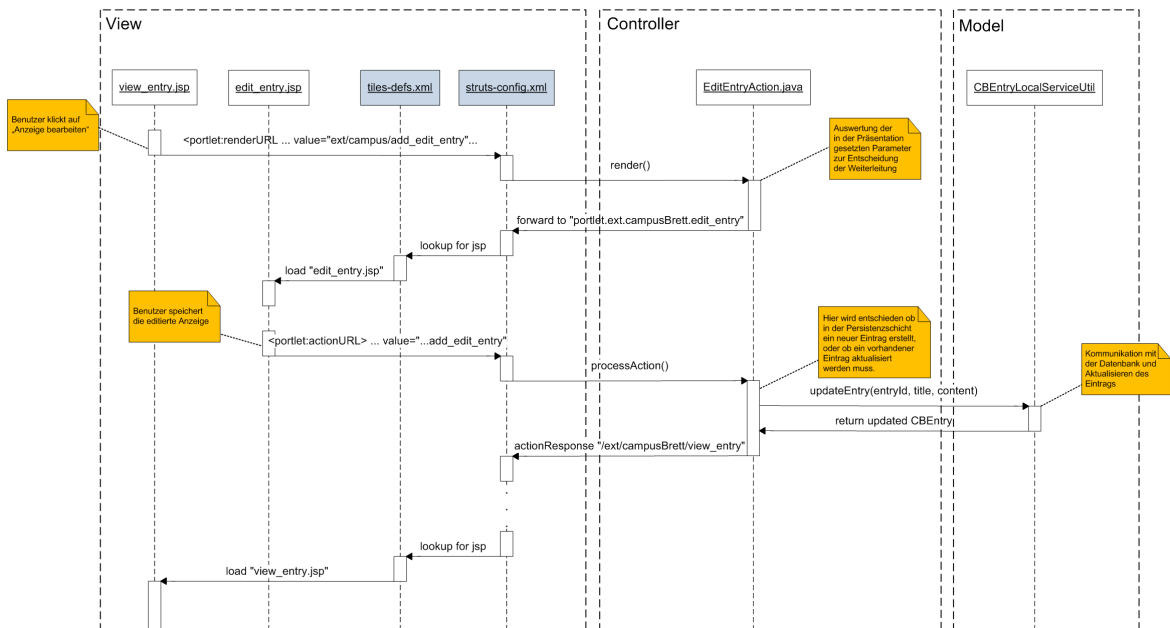 View
Controller
Model
view_entry.jsp
edit_entry.jsp
tiles-defs.xml
struts-config.xml
EditEntryAction.java
CBEntryLocalServiceUtil
Benutzer klickt auf
„Anzeige bearbeiten“
<portlet:renderURL ... value="ext/campus/add_edit_entry"...
Auswertung der
in der Präsentation
gesetzten Parameter
zur Entscheidung
der Weiterleitung
render()
forward to "portlet.ext.campusBrett.edit_entry"
lookup for jsp
load "edit_entry.jsp"
Benutzer speichert
die editierte Anzeige
<portlet:actionURL> ... value="...add_edit_entry"
Hier wird entschieden ob
in der Persistenzschicht
ein neuer Eintrag erstellt,
oder ob ein vorhandener
Eintrag aktualisiert
werden muss.
processAction()
Kommunikation mit
der Datenbank und
Aktualisieren des
Eintrags
updateEntry(entryId, title, content)
return updated CBEntry
actionResponse "/ext/campusBrett/view_entry"
.
.
.
lookup for jsp
load "view_entry.jsp"